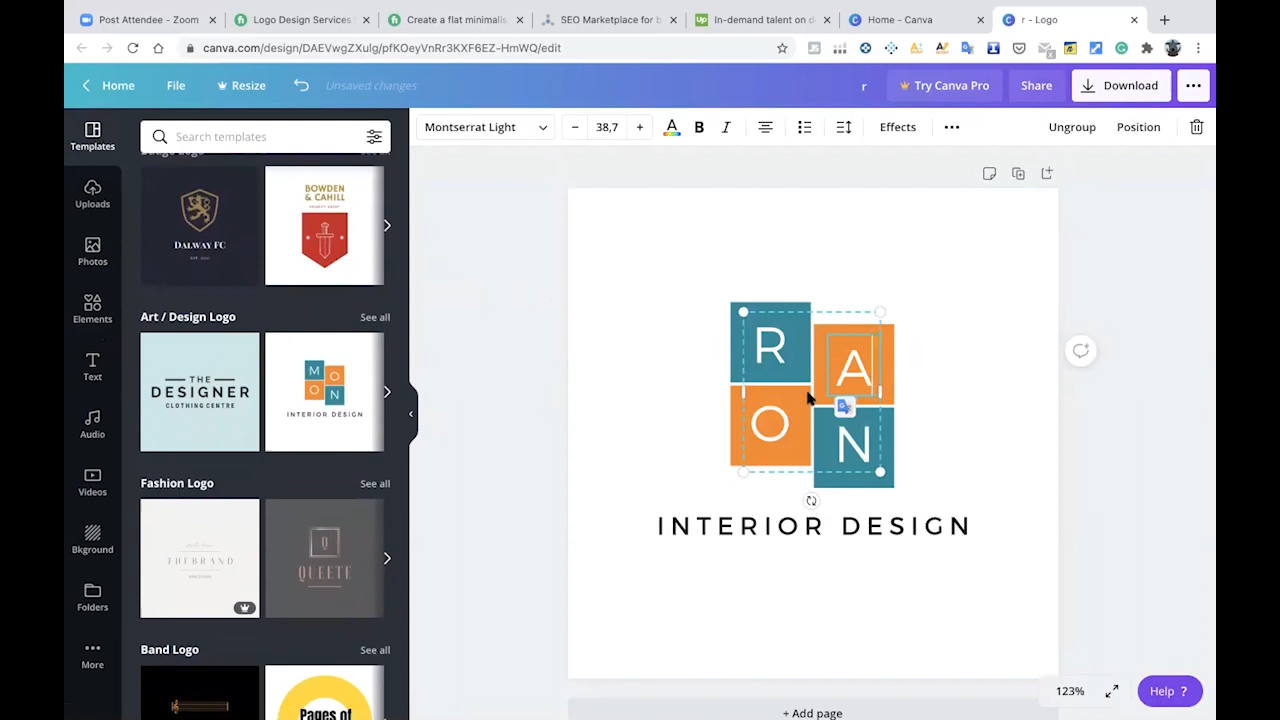 Post Attendee - Zoom
Logo Design Services
Create a flat minimalis
SEO Marketplace for b
In-demand talent on d
Home - Canva
r - Logo
canva.com/design/DAEvwgZXulg/pfKOeyVnRr3KXF6EZ-HmWQ/edit
Home
File
Resize
Unsaved changes
r
Try Canva Pro
Share
Download
Templates
Search templates
Montserrat Light
38,7
A
B
I
Effects
Ungroup
Position
Uploads
Photos
Elements
Text
Audio
Videos
Bkground
Folders
More
DALWAY FC
BOWDEN
& CAHILL
Art / Design Logo
See all
THE
DESIGNER
CLOTHING CENTRE
M
O
O
N
INTERIOR DESIGN
Fashion Logo
See all
THEBRAND
Q
QUEETE
Band Logo
See all
Pages of
R
A
O
N
INTERIOR DESIGN
+ Add page
123%
Help ?